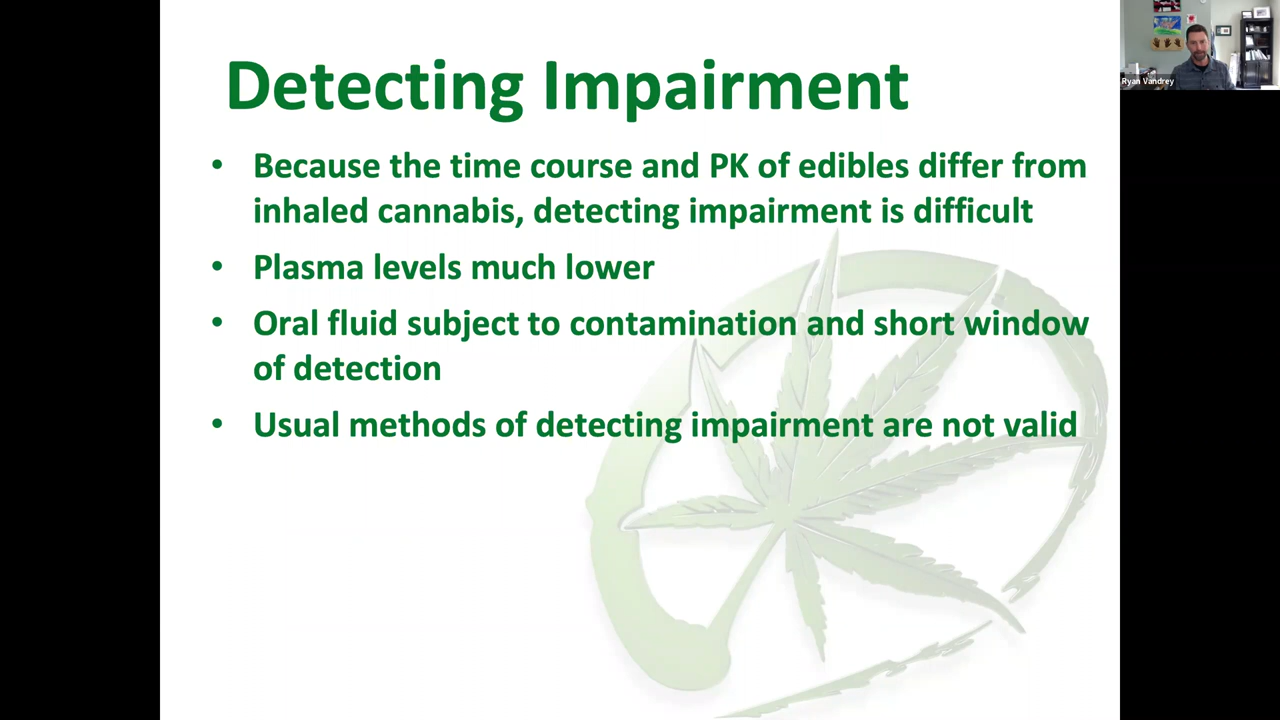 Detecting Impairment
• Because the time course and PK of edibles differ from
inhaled cannabis, detecting impairment is difficult
• Plasma levels much lower
• Oral fluid subject to contamination and short window
of detection
• Usual methods of detecting impairment are not valid
Ryan Vandrey